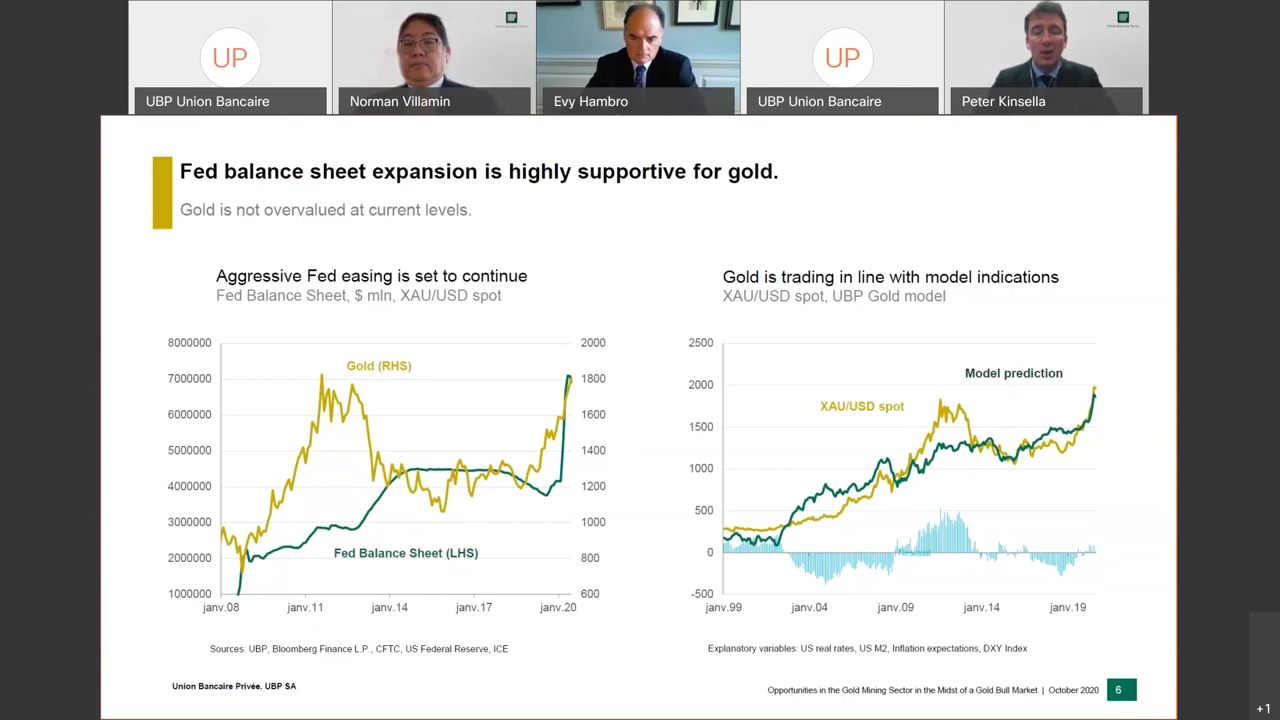 UP
UBP Union Bancaire
Norman Villamin
Evy Hambro
UP
UBP Union Bancaire
Peter Kinsella
Fed balance sheet expansion is highly supportive for gold.
Gold is not overvalued at current levels.
Aggressive Fed easing is set to continue
Fed Balance Sheet, $ mln, XAU/USD spot
8000000
7000000
6000000
5000000
4000000
3000000
2000000
1000000
2000
1800
1600
1400
1200
1000
800
600
Gold (RHS)
Fed Balance Sheet (LHS)
janv.08
janv.11
janv.14
janv.17
janv.20
Sources: UBP, Bloomberg Finance L.P., CFTC, US Federal Reserve, ICE
Gold is trading in line with model indications
XAU/USD spot, UBP Gold model
2500
2000
1500
1000
500
0
-500
Model prediction
XAU/USD spot
janv.99
janv.04
janv.09
janv.14
janv.19
Explanatory variables: US real rates, US M2, Inflation expectations, DXY Index
Union Bancaire Privée, UBP SA
Opportunities in the Gold Mining Sector in the Midst of a Gold Bull Market | October 2020
6
+1